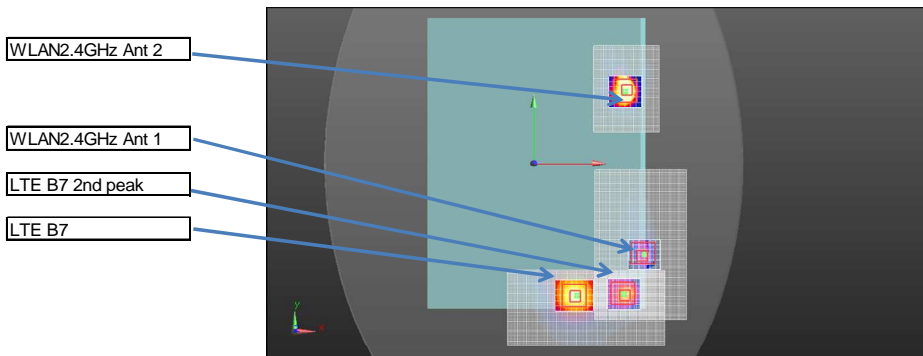 WLAN2.4GHz Ant 2
WLAN2.4GHz Ant 1
LTE B7 2nd peak
LTE B7
y
x